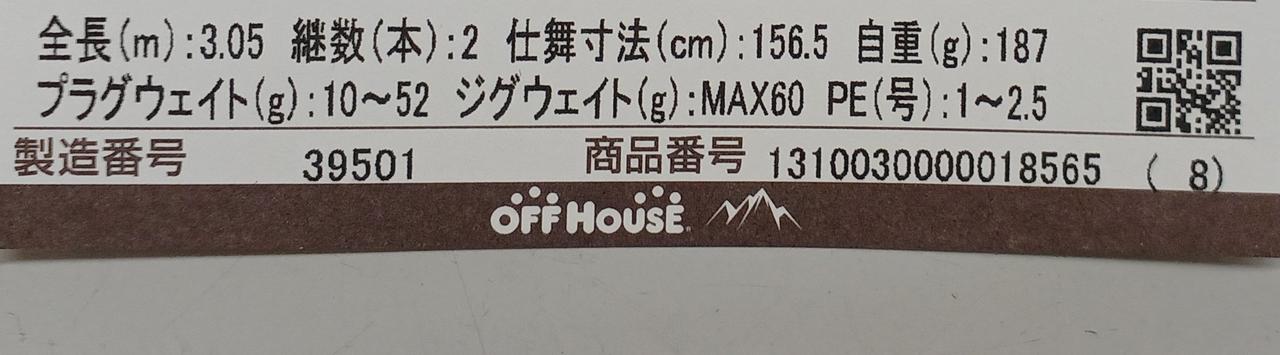 全長(m):3.05 継数(本):2 仕舞寸法(cm):156.5 自重(g):187
プラグウェイト(g):10〜52 ジグウェイト(g):MAX60 PE(号):1〜2.5
製造番号 39501 商品番号 1310030000018565 ( 8)
OFF HOUSE